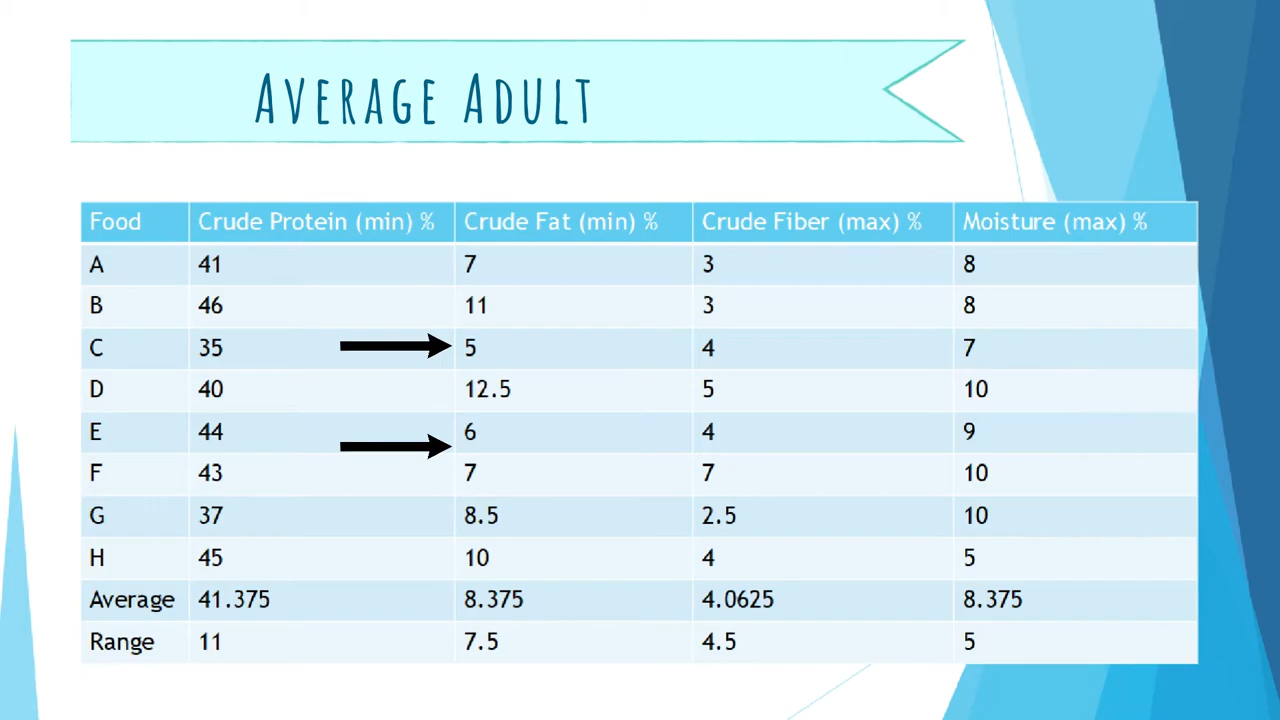 AVERAGE ADULT
Food Crude Protein (min) % Crude Fat (min) % Crude Fiber (max) % Moisture (max) %
A 41 7 3 8
B 46 11 3 8
C 35 5 4 7
D 40 12.5 5 10
E 44 6 4 9
F 43 7 7 10
G 37 8.5 2.5 10
H 45 10 4 5
Average 41.375 8.375 4.0625 8.375
Range 11 7.5 4.5 5